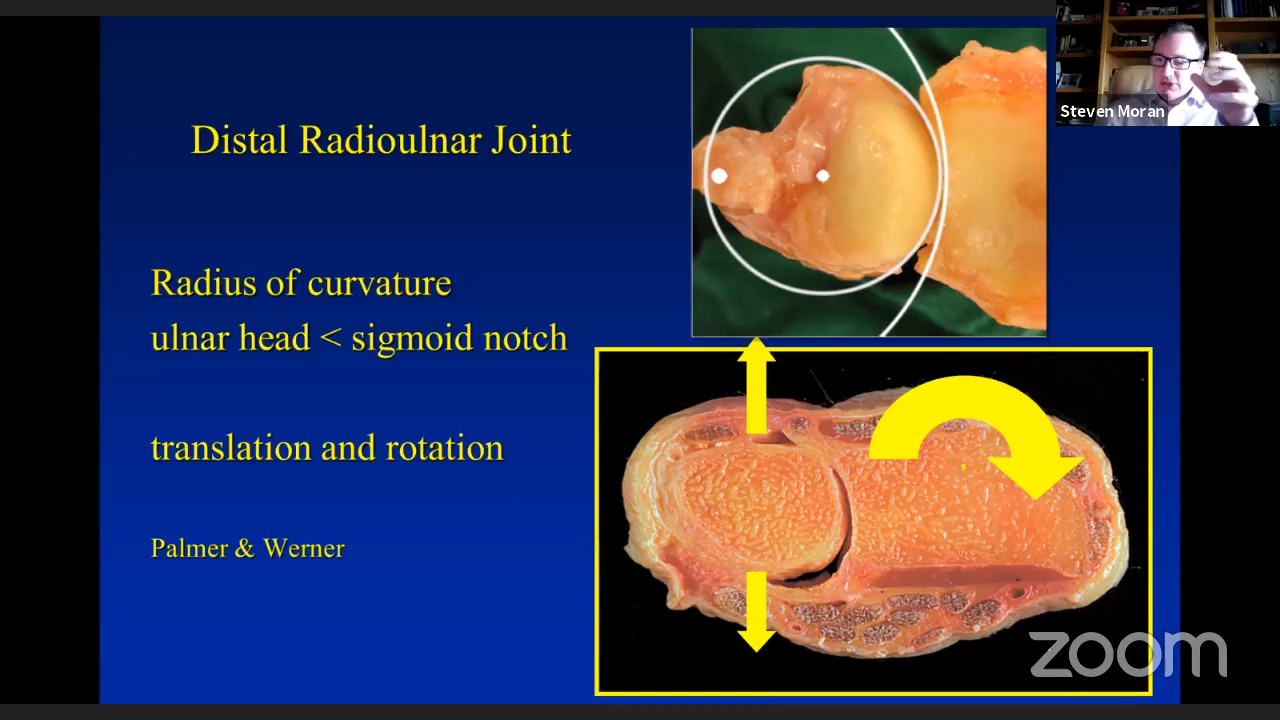 Steven Moran
Distal Radioulnar Joint
Radius of curvature
ulnar head < sigmoid notch
translation and rotation
Palmer & Werner
zoom